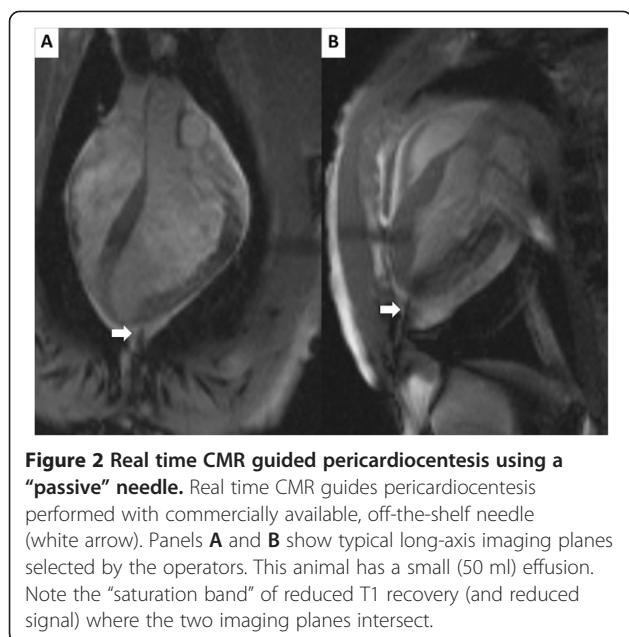 A B
Figure 2 Real time CMR guided pericardiocentesis using a
“passive” needle. Real time CMR guides pericardiocentesis
performed with commercially available, off-the-shelf needle
(white arrow). Panels A and B show typical long-axis imaging planes
selected by the operators. This animal has a small (50 ml) effusion.
Note the “saturation band” of reduced T1 recovery (and reduced
signal) where the two imaging planes intersect.